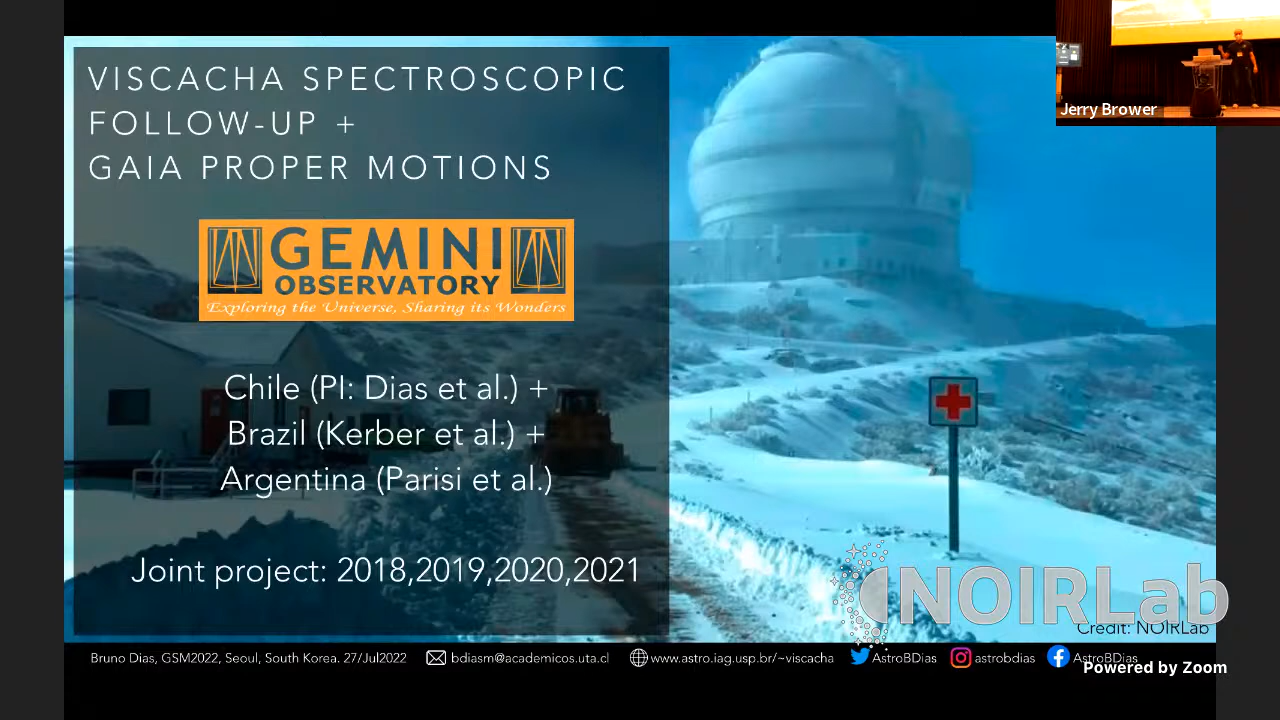 VISCACHA SPECTROSCOPIC
FOLLOW-UP +
GAIA PROPER MOTIONS
GEMINI
OBSERVATORY
Exploring the Universe, Sharing its Wonders
Chile (PI: Dias et al.) +
Brazil (Kerber et al.) +
Argentina (Parisi et al.)
Joint project: 2018,2019,2020,2021
Jerry Brower
NOIRLab
Credit: NOIRLab
Bruno Dias, GSM2022, Seoul, South Korea. 27/Jul2022
bdiasm@academicos.uta.cl
www.astro.iag.usp.br/~viscacha
AstroBDias
astrobdias
AstroBDias
Powered by Zoom